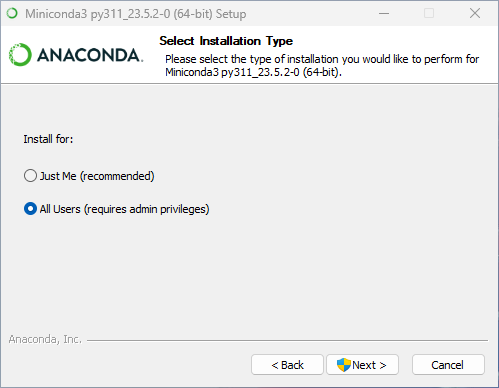 Miniconda3 py311_23.5.2-0 (64-bit) Setup
ANACONDA.
Select Installation Type
Please select the type of installation you would like to perform for
Miniconda3 py311_23.5.2-0 (64-bit).
Install for:
Just Me (recommended)
All Users (requires admin privileges)
Anaconda, Inc.
< Back Next > Cancel